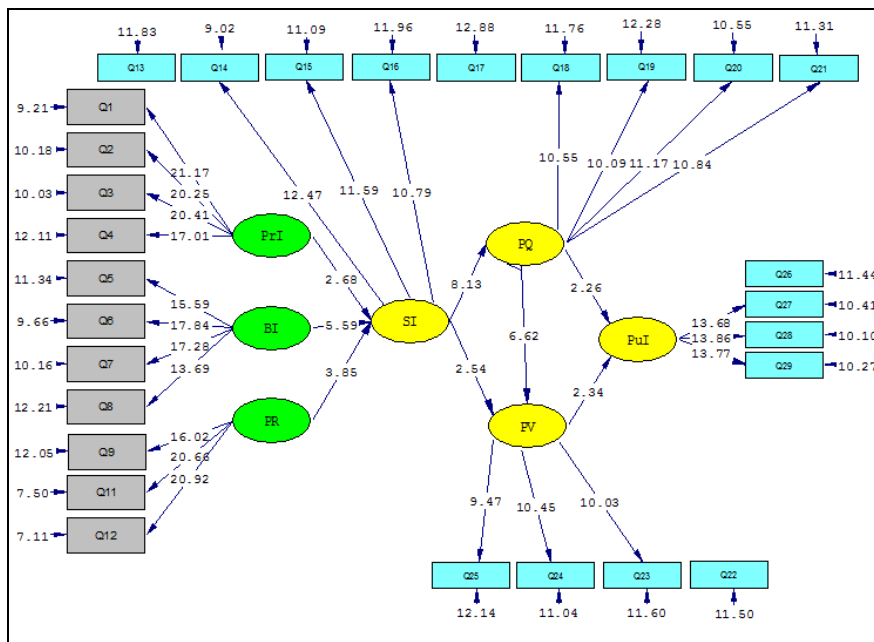 11.83 9.02 11.09 11.96 12.88 11.76 12.28 10.55 11.31
Q13 Q14 Q15 Q16 Q17 Q18 Q19 Q20 Q21
9.21 Q1
10.18 Q2
10.03 Q3
12.11 Q4
11.34 Q5
9.66 Q6
10.16 Q7
12.21 Q8
12.05 Q9
7.50 Q11
7.11 Q12
21.17
20.25
20.41
17.01
15.59
17.84
17.28
13.69
16.02
20.66
20.92
PrI
BI
PR
2.68
5.59
3.85
12.47 11.59 10.79
SI
8.13
2.54
PQ
10.55 10.09 11.17 10.84
6.62
2.26
2.34
PV
PuI
13.68
13.86
13.77
Q26 11.44
Q27 10.41
Q28 10.10
Q29 10.27
9.47 10.45 10.03
Q25 Q24 Q23 Q22
12.14 11.04 11.60 11.50